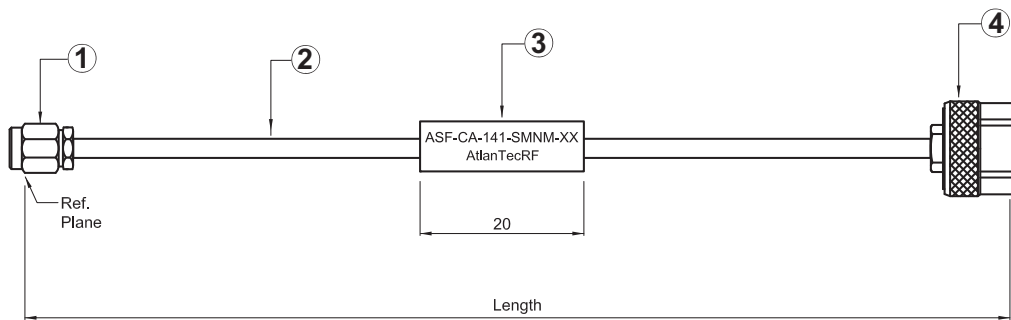 1
2
3
4
ASF-CA-141-SMNM-XX
AtlanTecRF
Ref.
Plane
20
Length